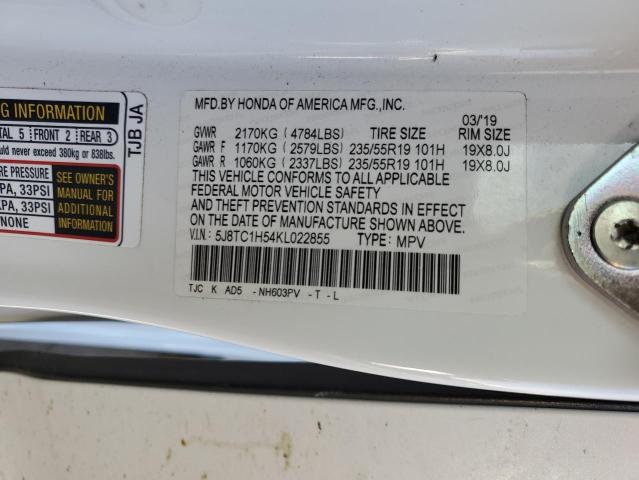 NG INFORMATION
TAL 5 FRONT 2 REAR 3
ould never exceed 380kg or 838lbs.
RE PRESSURE
PA, 33PSI
PA, 33PSI
NONE
SEE OWNER'S
MANUAL FOR
ADDITIONAL
INFORMATION
TJB JA
MFD.BY HONDA OF AMERICA MFG.,INC.
03/'19
GVWR 2170KG (4784LBS) TIRE SIZE RIM SIZE
GAWR F 1170KG (2579LBS) 235/55R19 101H 19X8.0J
GAWR R 1060KG (2337LBS) 235/55R19 101H 19X8.0J
THIS VEHICLE CONFORMS TO ALL APPLICABLE
FEDERAL MOTOR VEHICLE SAFETY
AND THEFT PREVENTION STANDARDS IN EFFECT
ON THE DATE OF MANUFACTURE SHOWN ABOVE.
V.I.N.: 5J8TC1H54KL022855 TYPE: MPV
TJC K AD5 -NH603PV -T -L